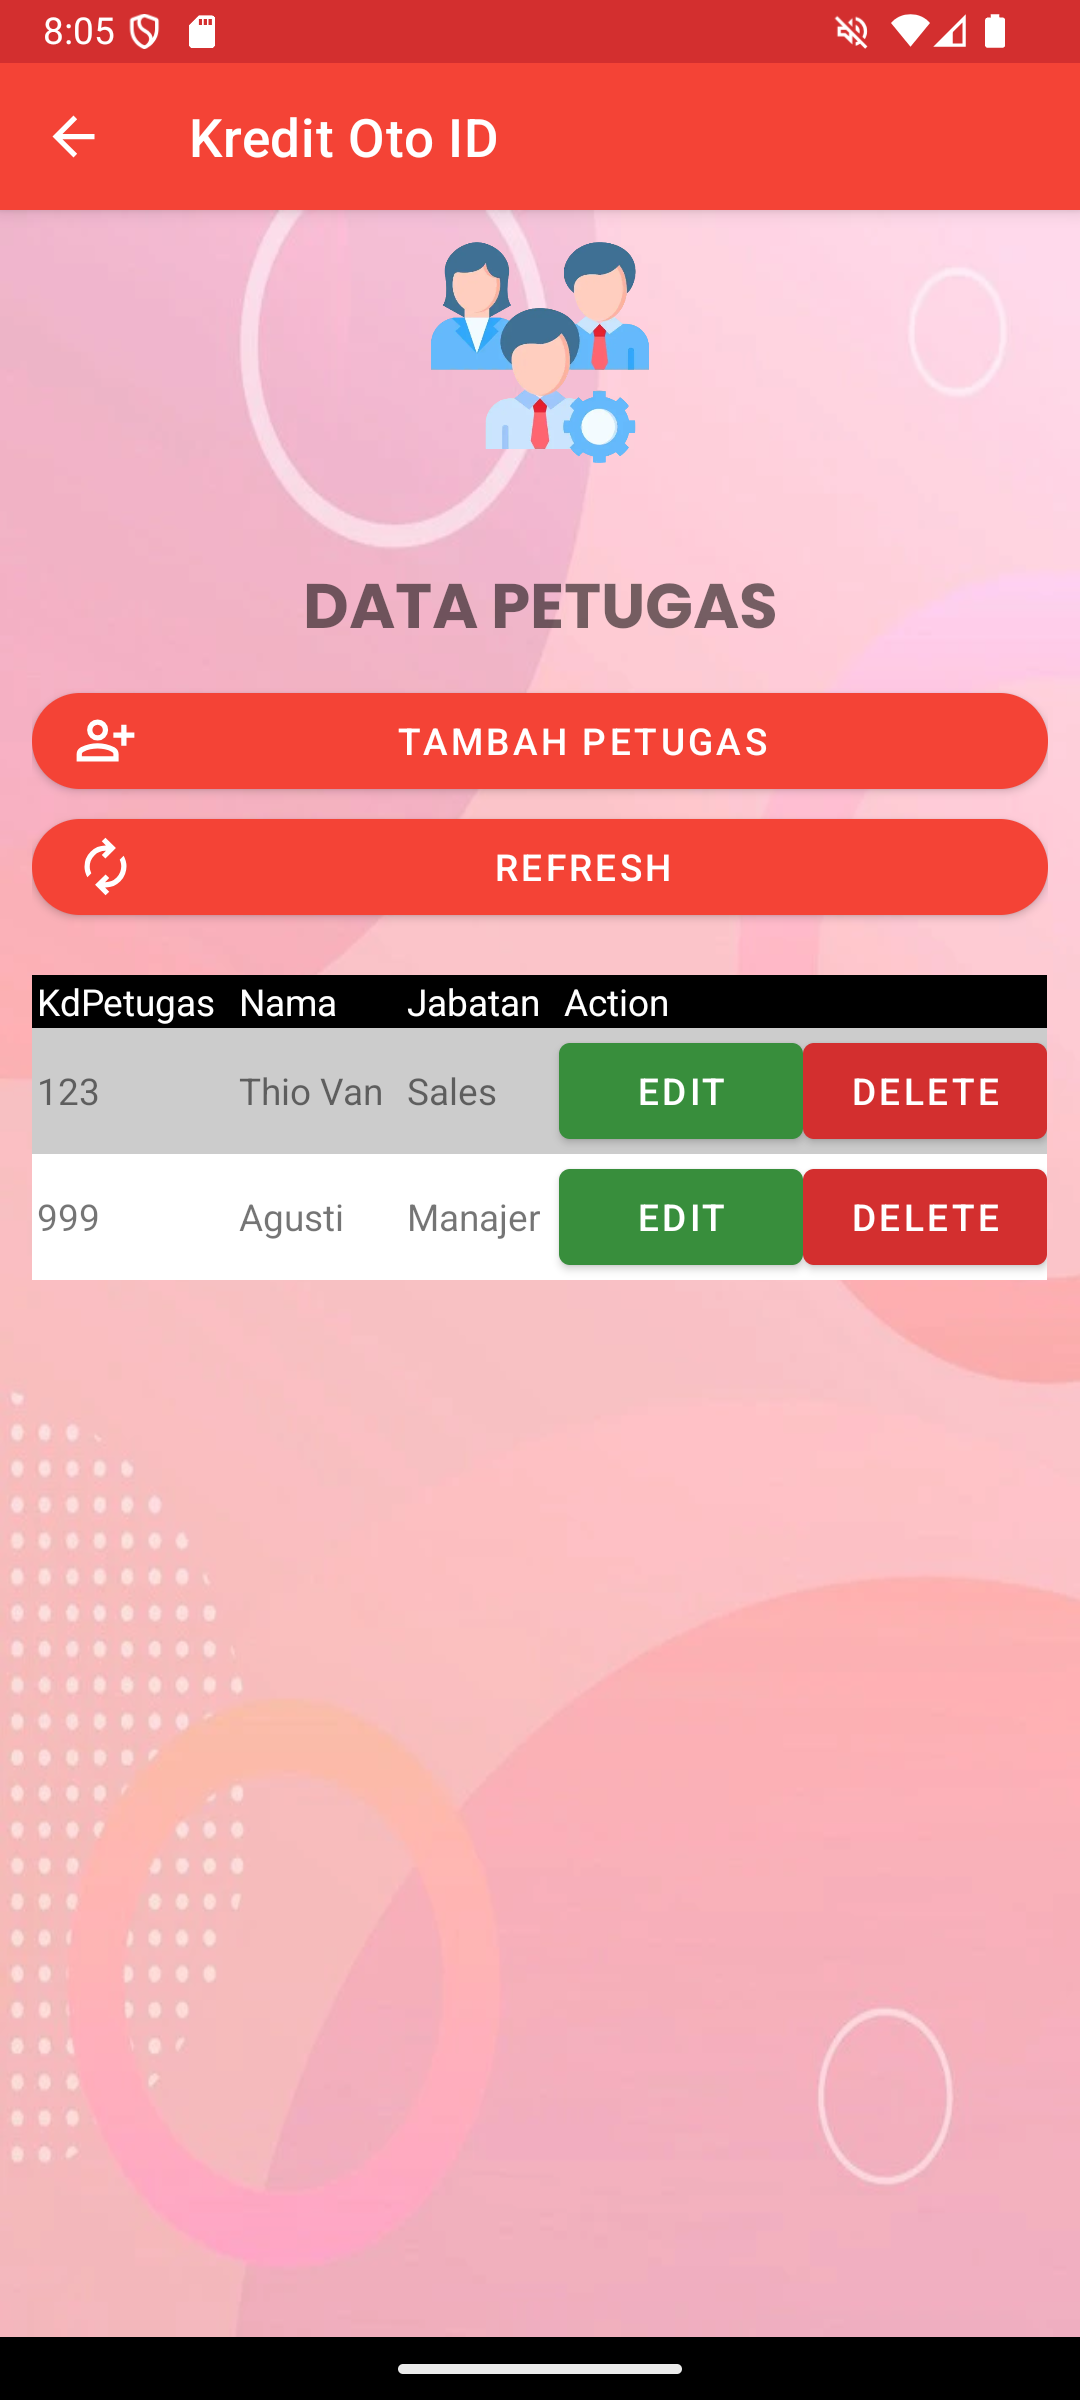 8:05
Kredit Oto ID
DATA PETUGAS
TAMBAH PETUGAS
REFRESH
KdPetugas Nama Jabatan Action
123 Thio Van Sales EDIT DELETE
999 Agusti Manajer EDIT DELETE